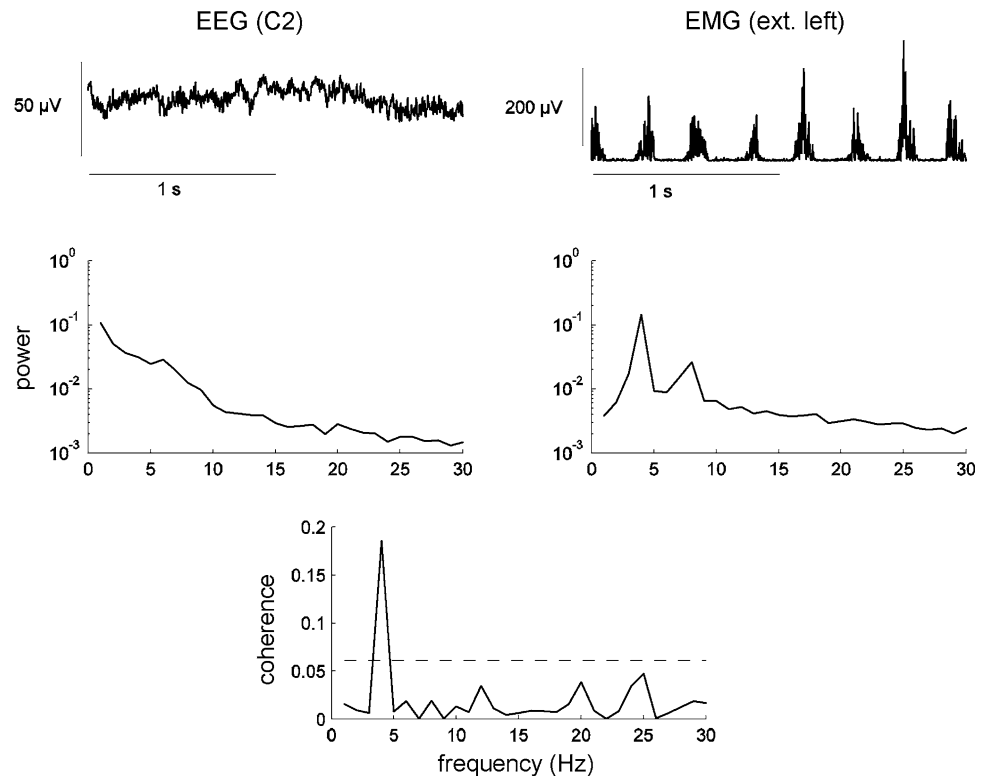 EEG (C2)
EMG (ext. left)
50 µV
200 µV
1 s
1 s
power
10^0
10^-1
10^-2
10^-3
0 5 10 15 20 25 30
10^0
10^-1
10^-2
10^-3
0 5 10 15 20 25 30
coherence
0.2
0.15
0.1
0.05
0
0 5 10 15 20 25 30
frequency (Hz)